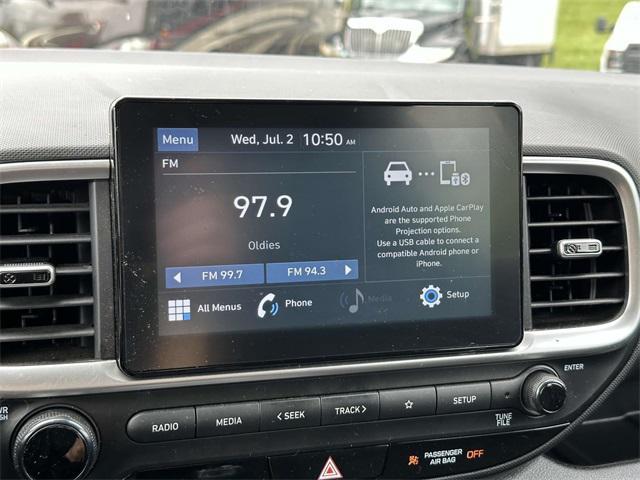 Menu
Wed, Jul. 2 10:50 AM
FM
97.9
Oldies
FM 99.7
FM 94.3
Android Auto and Apple CarPlay
are the supported Phone
Projection options.
Use a USB cable to connect a
compatible Android phone or
iPhone.
All Menus
Phone
Media
Setup
ENTER
PWR
PUSH
RADIO
MEDIA
< SEEK
TRACK >
SETUP
TUNE
FILE
PASSENGER
AIR BAG
OFF